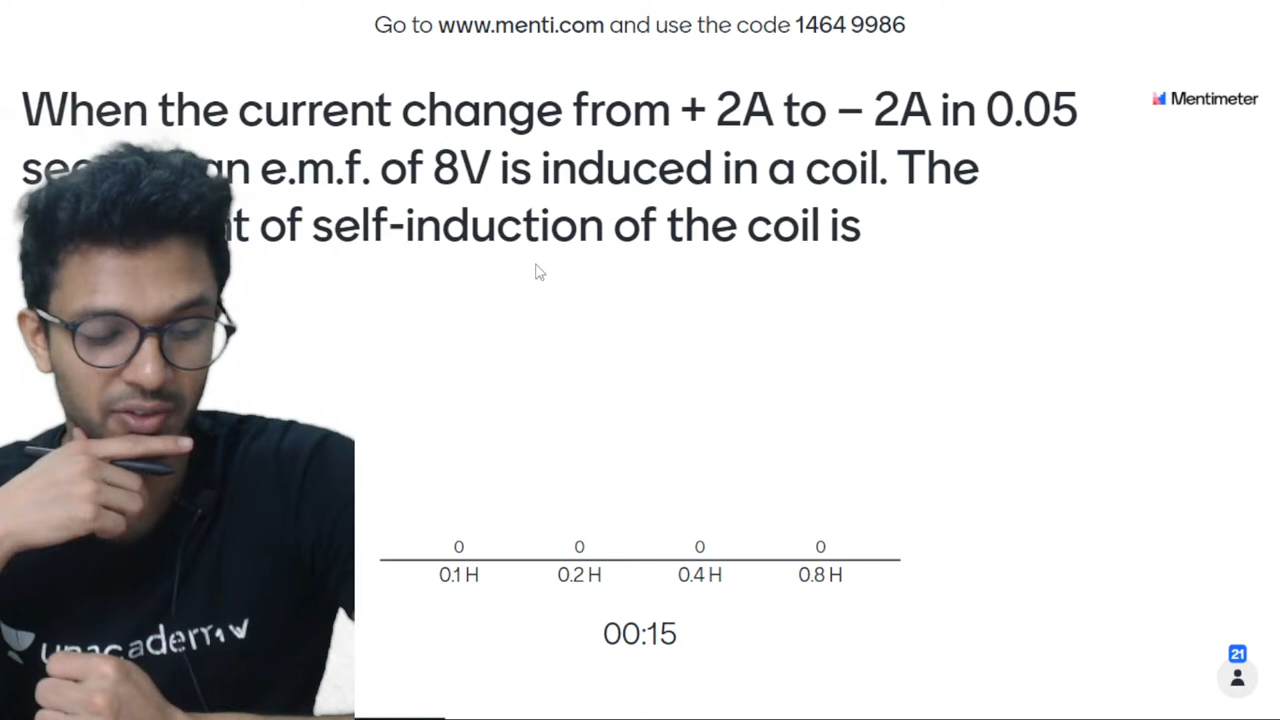 Go to www.menti.com and use the code 1464 9986
Mentimeter
When the current change from + 2A to – 2A in 0.05
e.m.f. of 8V is induced in a coil. The
of self-induction of the coil is
0 0 0 0
0.1 H 0.2 H 0.4 H 0.8 H
00:15
unacademy
21